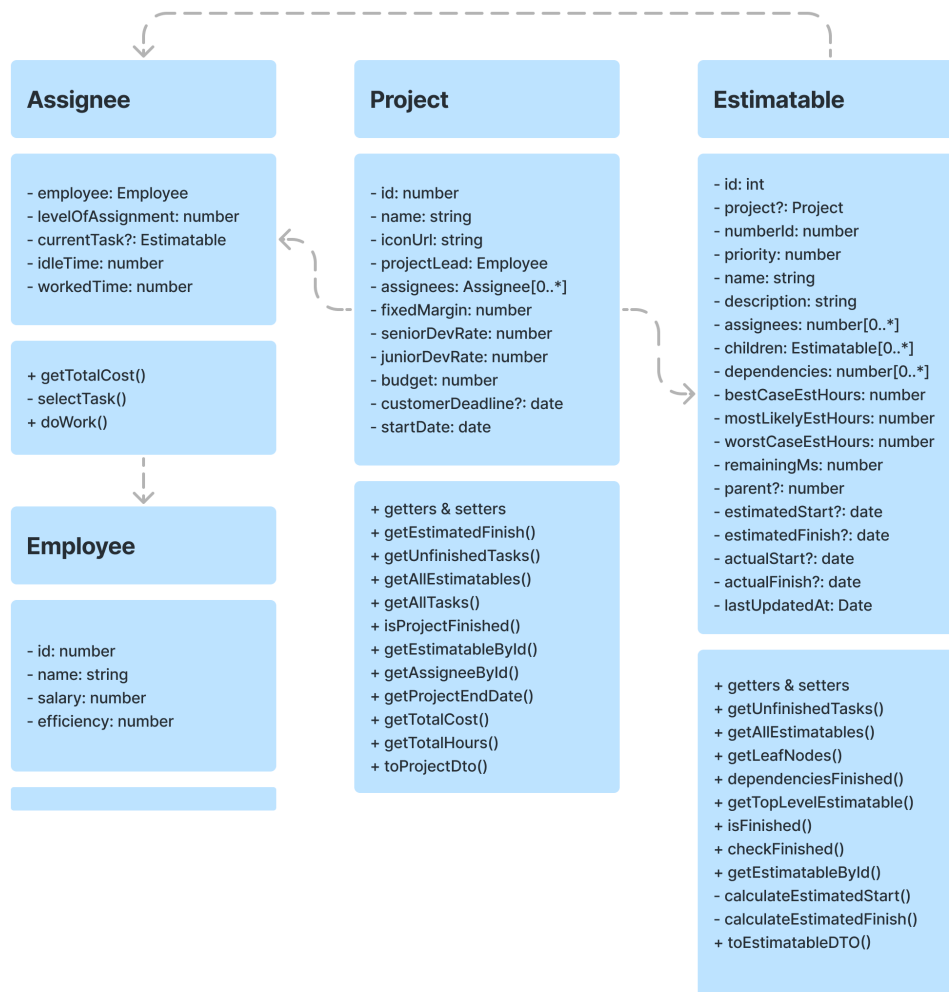 Assignee
- employee: Employee
- levelOfAssignment: number
- currentTask?: Estimatable
- idleTime: number
- workedTime: number
+ getTotalCost()
- selectTask()
+ doWork()
Employee
- id: number
- name: string
- salary: number
- efficiency: number
Project
- id: number
- name: string
- iconUrl: string
- projectLead: Employee
- assignees: Assignee[0..*]
- fixedMargin: number
- seniorDevRate: number
- juniorDevRate: number
- budget: number
- customerDeadline?: date
- startDate: date
+ getters & setters
+ getEstimatedFinish()
+ getUnfinishedTasks()
+ getAllEstimatables()
+ getAllTasks()
+ isProjectFinished()
+ getEstimatableById()
+ getAssigneeById()
+ getProjectEndDate()
+ getTotalCost()
+ getTotalHours()
+ toProjectDto()
Estimatable
- id: int
- project?: Project
- numberId: number
- priority: number
- name: string
- description: string
- assignees: number[0..*]
- children: Estimatable[0..*]
- dependencies: number[0..*]
- bestCaseEstHours: number
- mostLikelyEstHours: number
- worstCaseEstHours: number
- remainingMs: number
- parent?: number
- estimatedStart?: date
- estimatedFinish?: date
- actualStart?: date
- actualFinish?: date
- lastUpdatedAt: Date
+ getters & setters
+ getUnfinishedTasks()
+ getAllEstimatables()
+ getLeafNodes()
+ dependenciesFinished()
+ getTopLevelEstimatable()
+ isFinished()
+ checkFinished()
+ getEstimatableById()
- calculateEstimatedStart()
- calculateEstimatedFinish()
+ toEstimatableDTO()